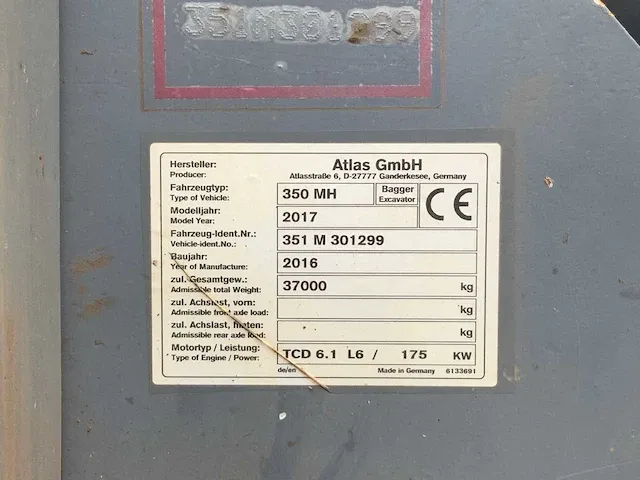 351M301299
Hersteller: Atlas GmbH
Producer: Atlasstraße 6, D-27777 Ganderkesee, Germany
Fahrzeugtyp: 350 MH Bagger CE
Type of Vehicle: Excavator
Modelljahr: 2017
Model Year:
Fahrzeug-Ident.Nr.: 351 M 301299
Vehicle-ident.No.:
Baujahr: 2016
Year of Manufacture:
zul. Gesamtgew.: 37000 kg
Admissible total Weight:
zul. Achslast, vorn: kg
Admissible front axle load:
zul. Achslast, hinten: kg
Admissible rear axle load:
Motortyp / Leistung: TCD 6.1 L6 / 175 KW
Type of Engine / Power:
de/en Made in Germany 6133691